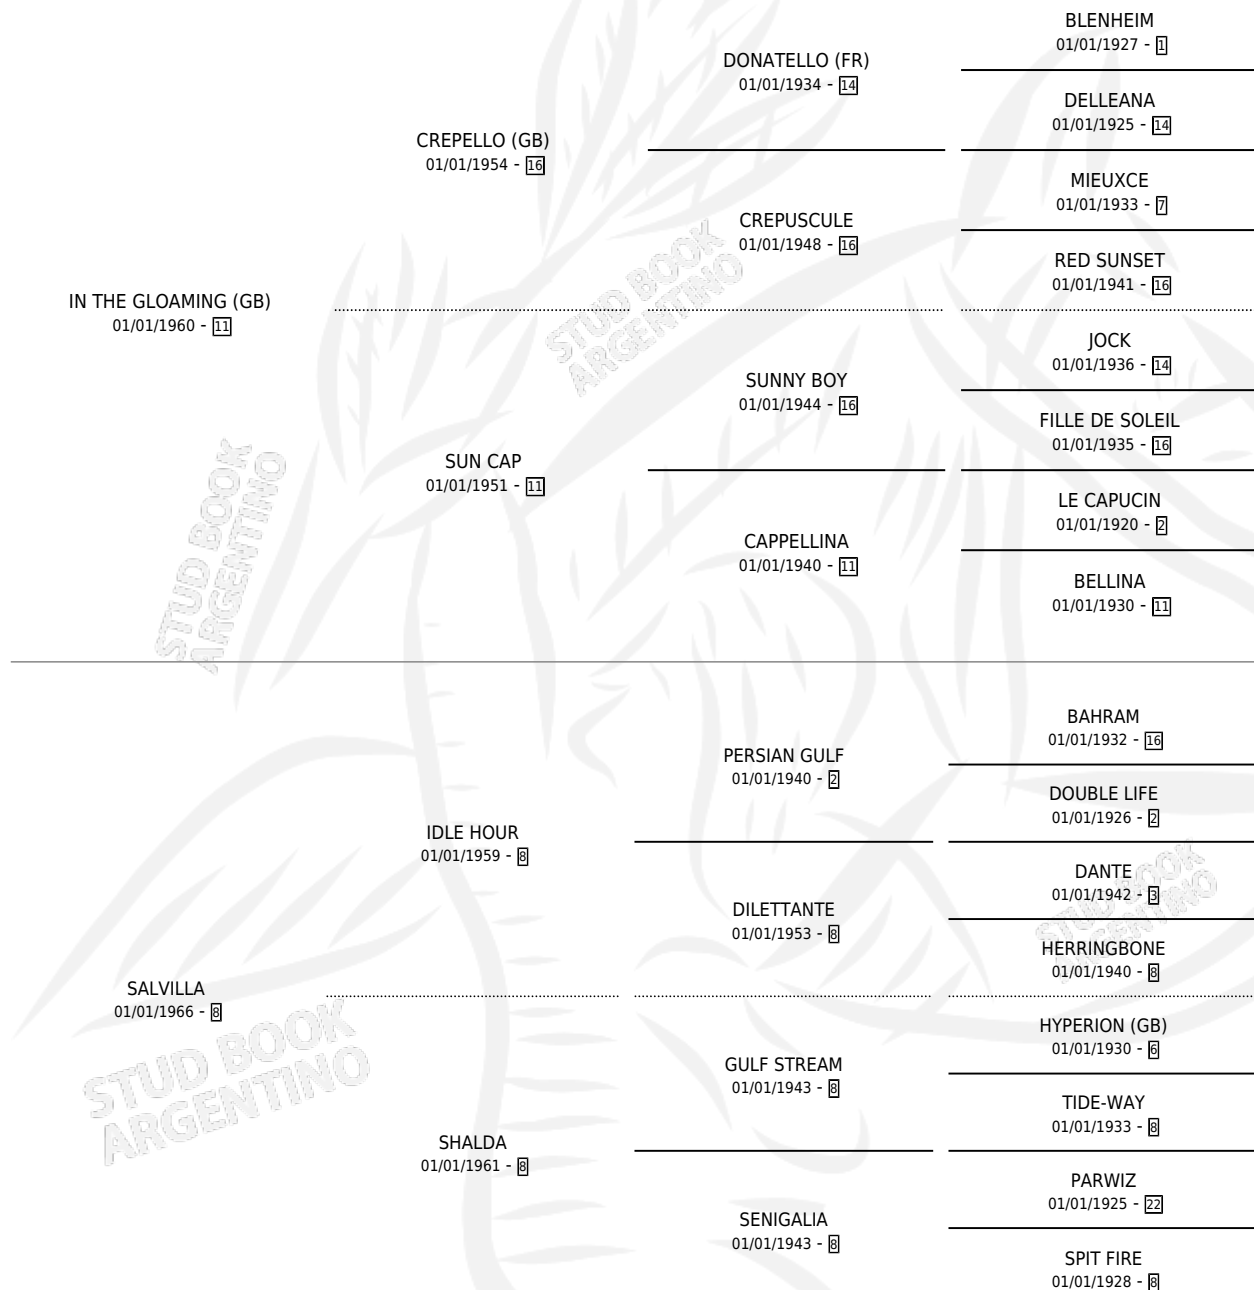 BLENHEIM
01/01/1927 - 1
DONATELLO (FR)
01/01/1934 - 14
DELLEANA
01/01/1925 - 14
CREPELLO (GB)
01/01/1954 - 16
MIEUXCE
01/01/1933 - 7
CREPUSCULE
01/01/1948 - 16
RED SUNSET
01/01/1941 - 16
IN THE GLOAMING (GB)
01/01/1960 - 11
JOCK
01/01/1936 - 14
SUNNY BOY
01/01/1944 - 16
FILLE DE SOLEIL
01/01/1935 - 16
SUN CAP
01/01/1951 - 11
LE CAPUCIN
01/01/1920 - 2
CAPPELLINA
01/01/1940 - 11
BELLINA
01/01/1930 - 11
STUD BOOK
ARGENTINO
STUD BOOK
ARGENTINO
BAHRAM
01/01/1932 - 16
PERSIAN GULF
01/01/1940 - 2
DOUBLE LIFE
01/01/1926 - 2
IDLE HOUR
01/01/1959 - 8
DANTE
01/01/1942 - 3
DILETTANTE
01/01/1953 - 8
HERRINGBONE
01/01/1940 - 8
STUD BOOK
ARGENTINO
SALVILLA
01/01/1966 - 8
HYPERION (GB)
01/01/1930 - 6
GULF STREAM
01/01/1943 - 8
TIDE-WAY
01/01/1933 - 8
STUD BOOK
ARGENTINO
SHALDA
01/01/1961 - 8
PARWIZ
01/01/1925 - 22
SENIGALIA
01/01/1943 - 8
SPIT FIRE
01/01/1928 - 8